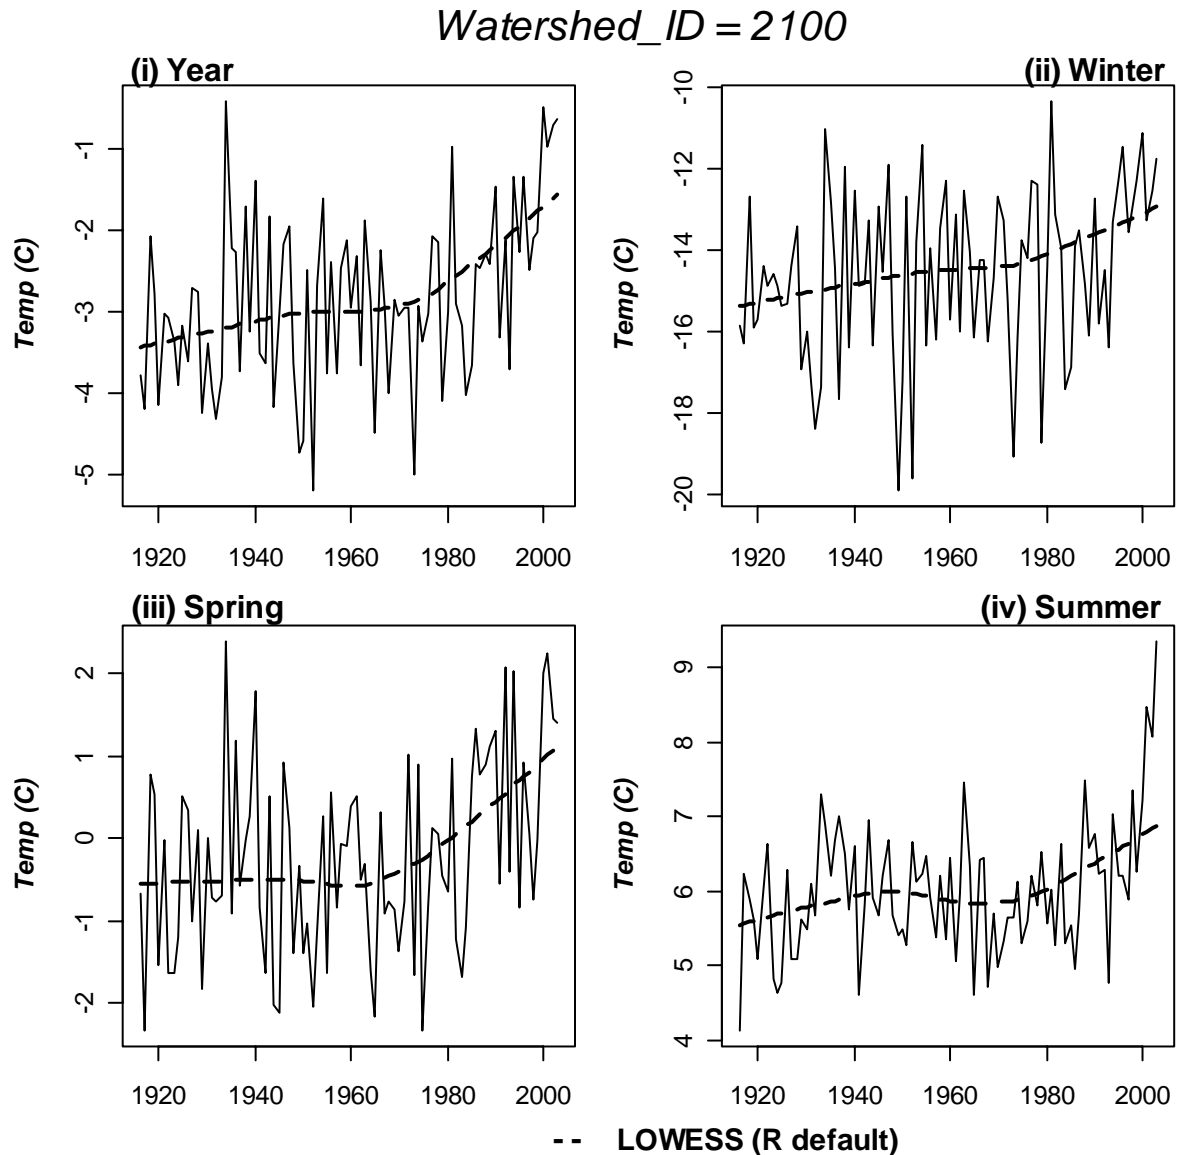 Watershed_ID = 2100
(i) Year
Temp (C)
-1
-2
-3
-4
-5
1920 1940 1960 1980 2000
(ii) Winter
Temp (C)
-10
-12
-14
-16
-18
-20
1920 1940 1960 1980 2000
(iii) Spring
Temp (C)
2
1
0
-1
-2
1920 1940 1960 1980 2000
(iv) Summer
Temp (C)
9
8
7
6
5
4
1920 1940 1960 1980 2000
-- LOWESS (R default)